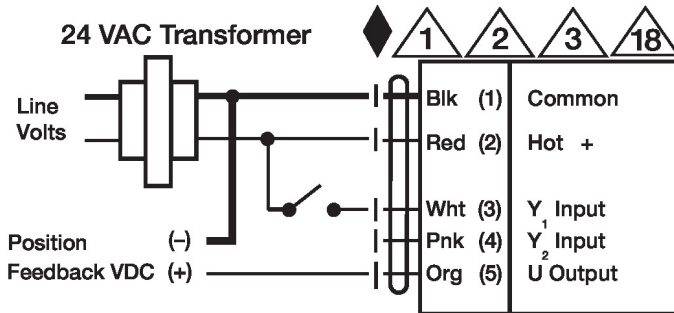 24 VAC Transformer
1 2 3 18
Line
Volts
Blk (1) Common
Red (2) Hot +
Wht (3) Y1 Input
Pnk (4) Y2 Input
Org (5) U Output
Position (–)
Feedback VDC (+)